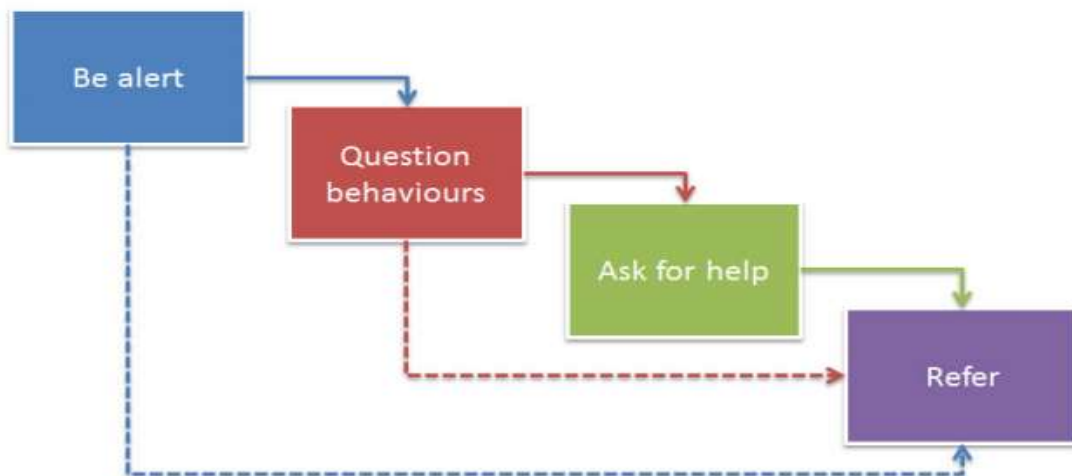 Be alert
Question
behaviours
Ask for help
Refer